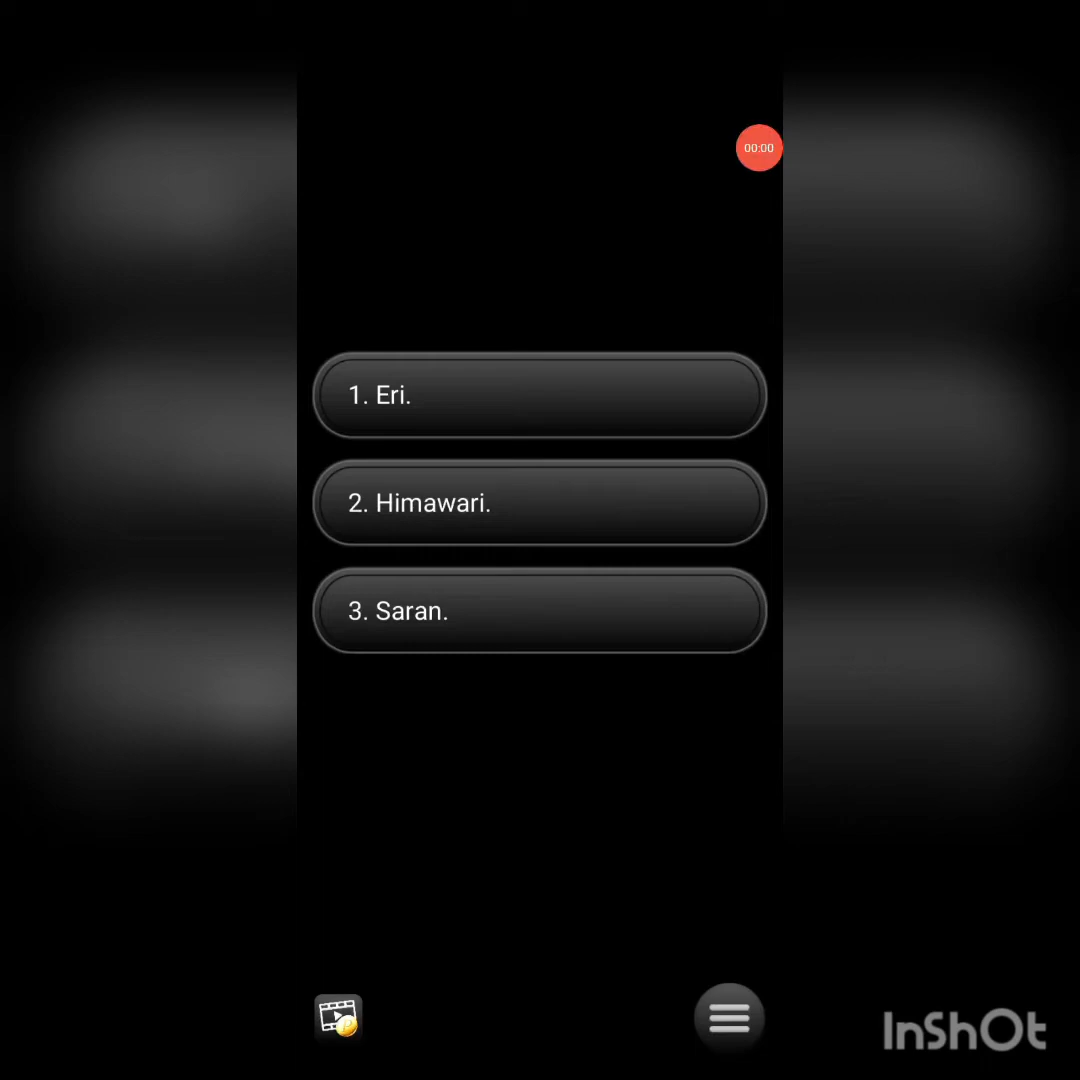 00:00
1. Eri.
2. Himawari.
3. Saran.
P
InShOt